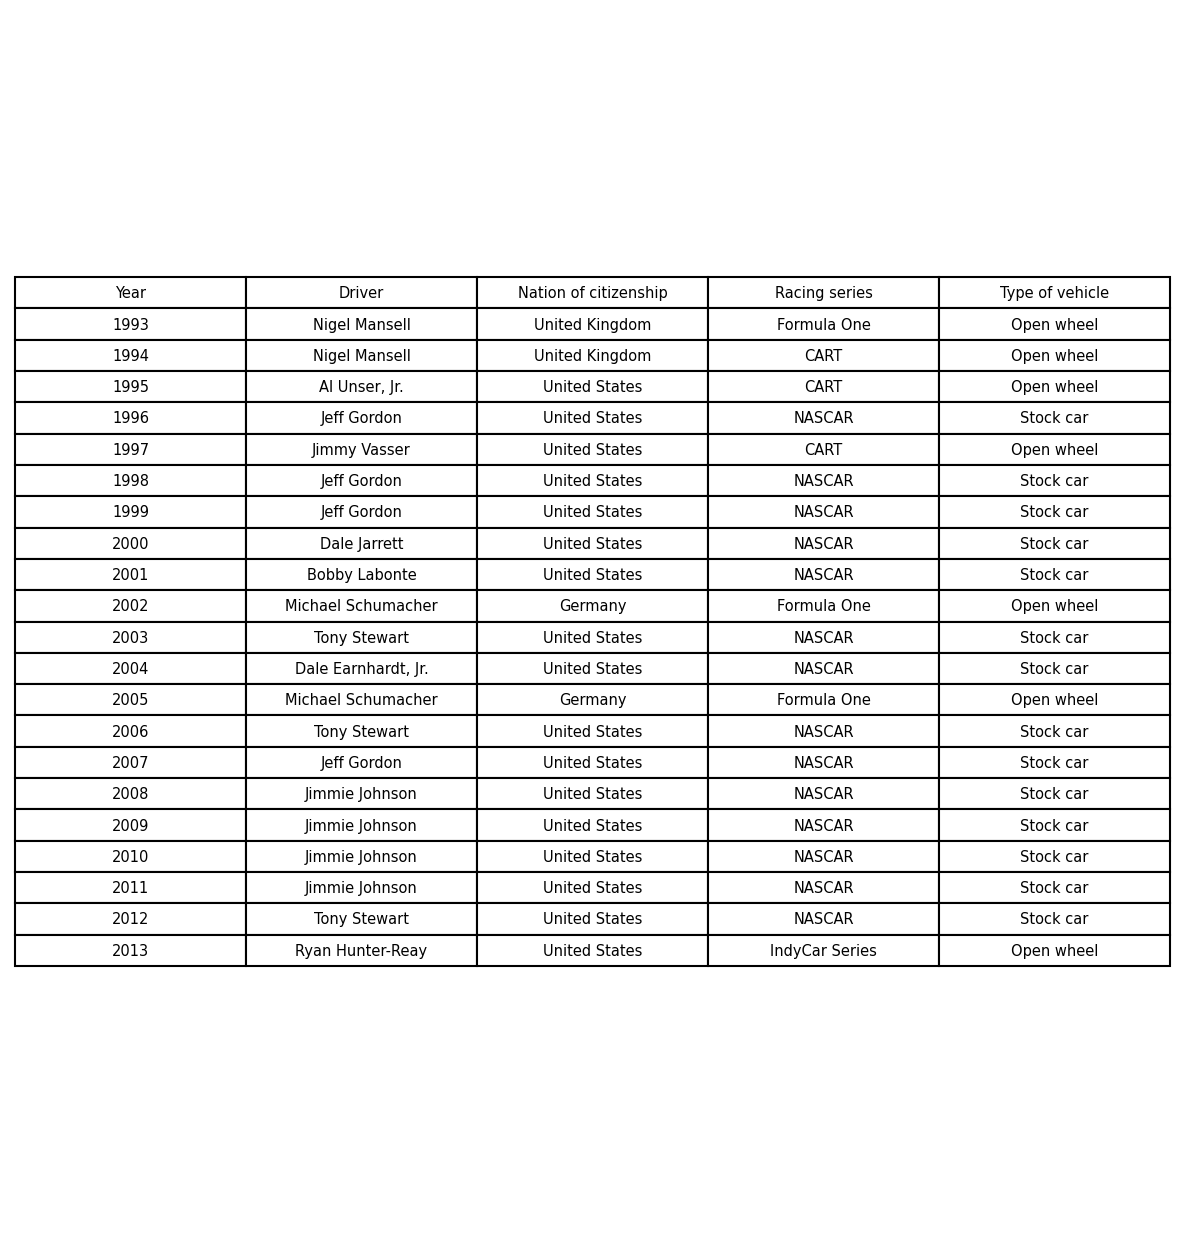 Year Driver Nation of citizenship Racing series Type of vehicle
1993 Nigel Mansell United Kingdom Formula One Open wheel
1994 Nigel Mansell United Kingdom CART Open wheel
1995 Al Unser, Jr. United States CART Open wheel
1996 Jeff Gordon United States NASCAR Stock car
1997 Jimmy Vasser United States CART Open wheel
1998 Jeff Gordon United States NASCAR Stock car
1999 Jeff Gordon United States NASCAR Stock car
2000 Dale Jarrett United States NASCAR Stock car
2001 Bobby Labonte United States NASCAR Stock car
2002 Michael Schumacher Germany Formula One Open wheel
2003 Tony Stewart United States NASCAR Stock car
2004 Dale Earnhardt, Jr. United States NASCAR Stock car
2005 Michael Schumacher Germany Formula One Open wheel
2006 Tony Stewart United States NASCAR Stock car
2007 Jeff Gordon United States NASCAR Stock car
2008 Jimmie Johnson United States NASCAR Stock car
2009 Jimmie Johnson United States NASCAR Stock car
2010 Jimmie Johnson United States NASCAR Stock car
2011 Jimmie Johnson United States NASCAR Stock car
2012 Tony Stewart United States NASCAR Stock car
2013 Ryan Hunter-Reay United States IndyCar Series Open wheel